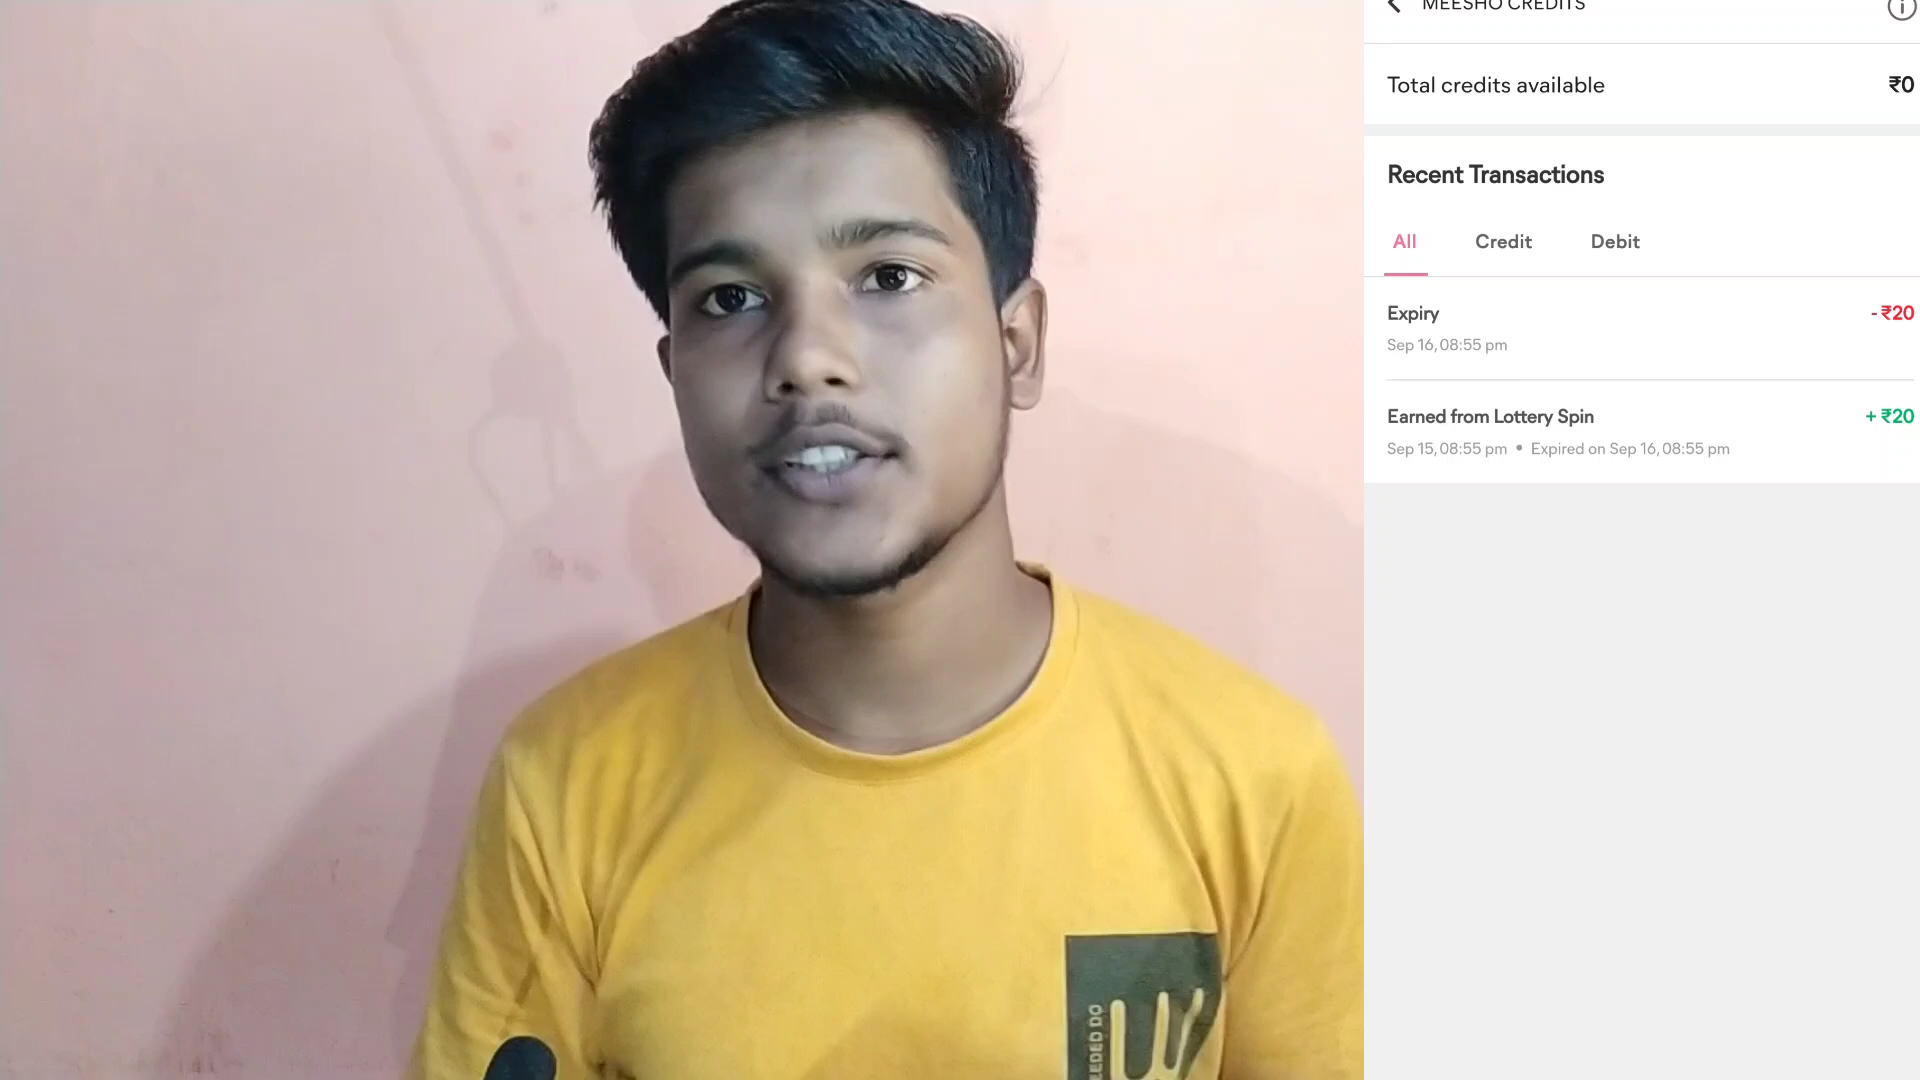 MEESHO CREDITS
Total credits available ₹0
Recent Transactions
All Credit Debit
Expiry - ₹20
Sep 16, 08:55 pm
Earned from Lottery Spin + ₹20
Sep 15, 08:55 pm • Expired on Sep 16, 08:55 pm